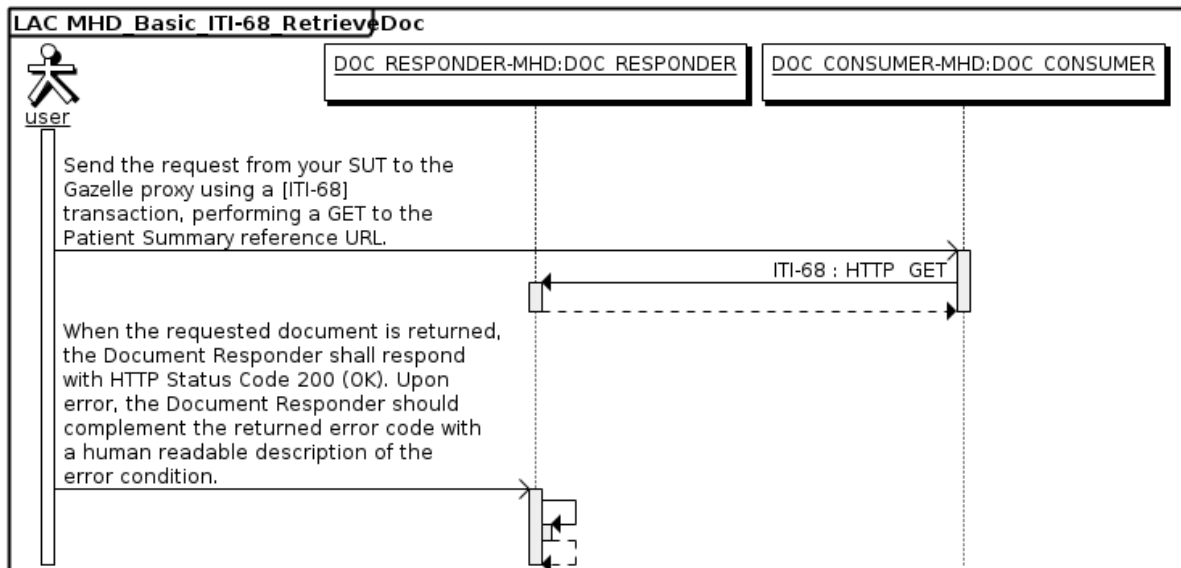 LAC MHD_Basic_ITI-68_RetrieveDoc
user
DOC_RESPONDER-MHD:DOC_RESPONDER
DOC_CONSUMER-MHD:DOC_CONSUMER
Send the request from your SUT to the
Gazelle proxy using a [ITI-68]
transaction, performing a GET to the
Patient Summary reference URL.
ITI-68 : HTTP_GET
When the requested document is returned,
the Document Responder shall respond
with HTTP Status Code 200 (OK). Upon
error, the Document Responder should
complement the returned error code with
a human readable description of the
error condition.